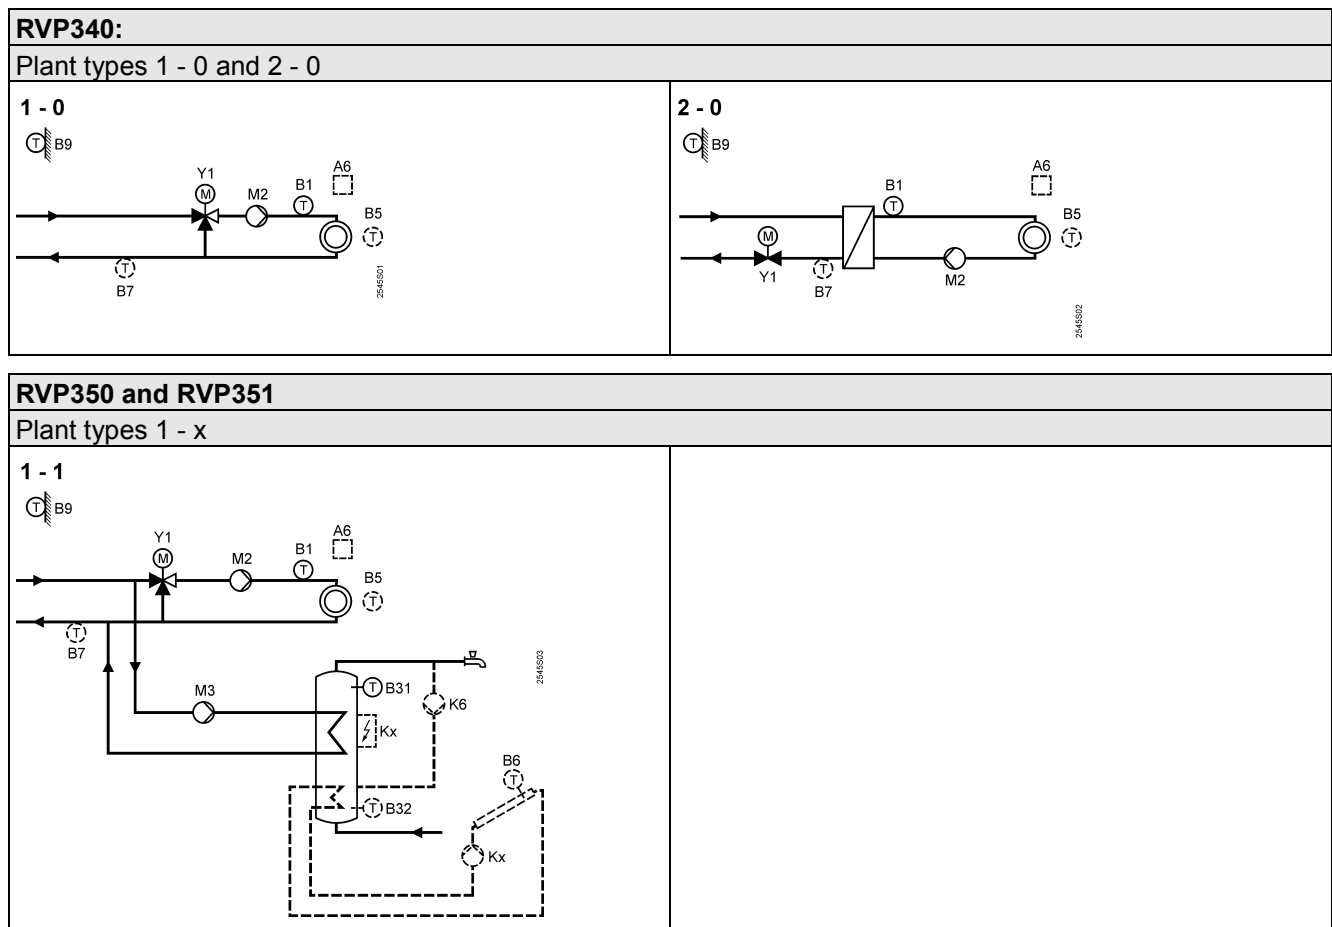 RVP340:
Plant types 1 - 0 and 2 - 0
1 - 0
T B9
Y1
M
M2
B1
T
A6
B5
T
T
B7
2545S01
2 - 0
T B9
B1
T
A6
B5
T
M
Y1
T
B7
M2
2545S02
RVP350 and RVP351
Plant types 1 - x
1 - 1
T B9
Y1
M
M2
B1
T
A6
B5
T
T
B7
M3
T B31
K6
Kx
2545S03
B6
T
T B32
Kx